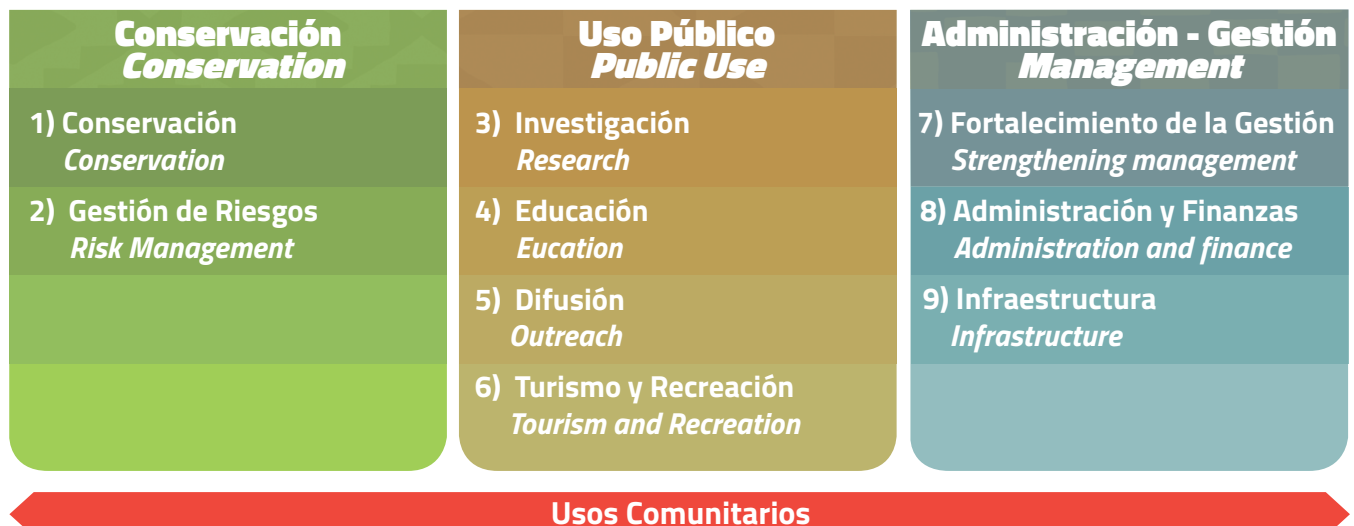 Conservación
Conservation
1) Conservación
Conservation
2) Gestión de Riesgos
Risk Management
Uso Público
Public Use
3) Investigación
Research
4) Educación
Eucation
5) Difusión
Outreach
6) Turismo y Recreación
Tourism and Recreation
Administración - Gestión
Management
7) Fortalecimiento de la Gestión
Strengthening management
8) Administración y Finanzas
Administration and finance
9) Infraestructura
Infrastructure
Usos Comunitarios